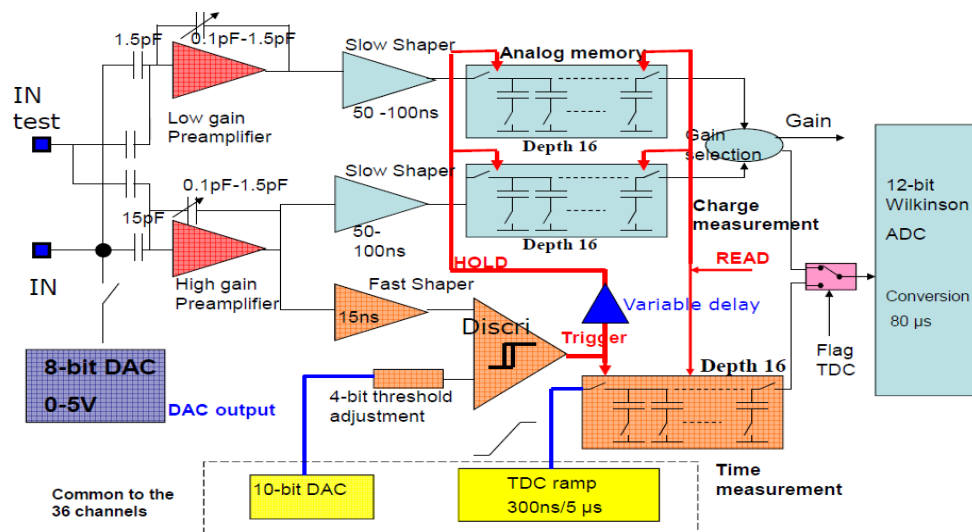 1.5pF
0.1pF-1.5pF
Slow Shaper
Analog memory
IN
test
50 -100ns
Low gain
Preamplifier
Depth 16
Gain
Gain
selection
0.1pF-1.5pF
Slow Shaper
15pF
12-bit
Wilkinson
ADC
Charge
measurement
50-
100ns
Depth 16
IN
HOLD
READ
High gain
Preamplifier
Fast Shaper
Variable delay
15ns
Discri
Conversion
80 µs
Trigger
Flag
TDC
8-bit DAC
0-5V
DAC output
4-bit threshold
adjustment
Depth 16
Common to the
36 channels
10-bit DAC
TDC ramp
300ns/5 µs
Time
measurement